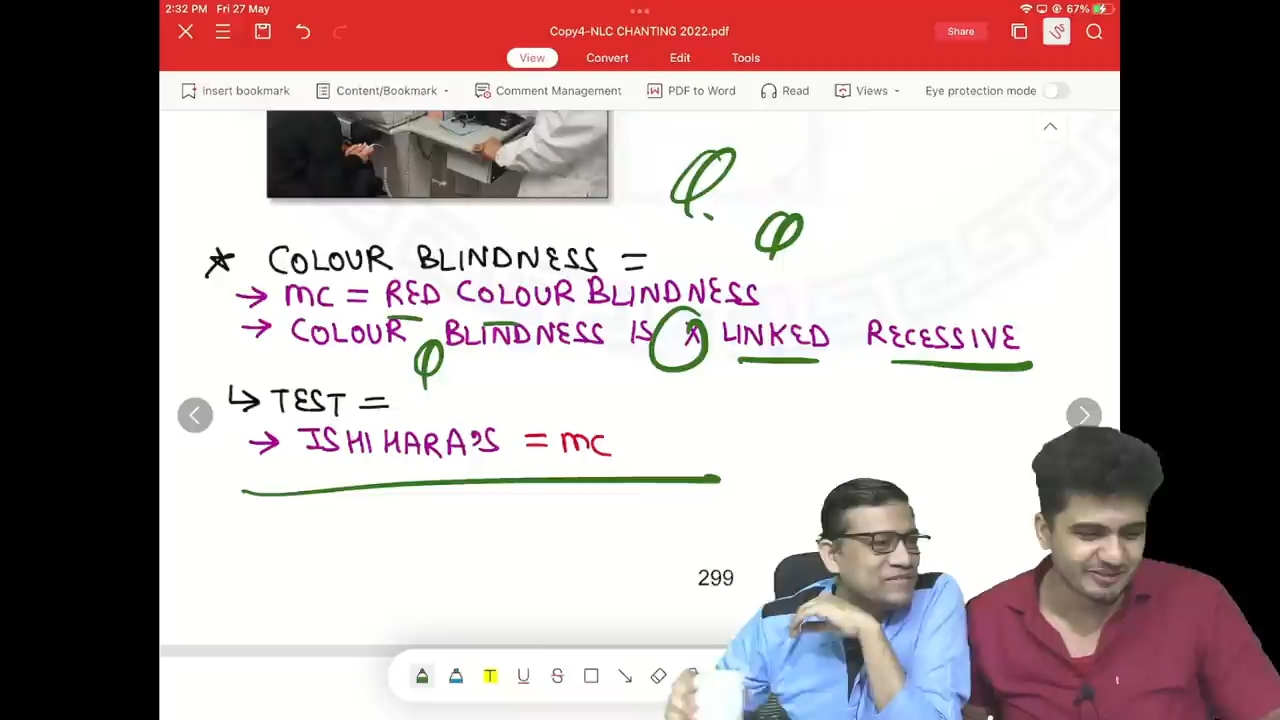 2:32 PM Fri 27 May
67%
Copy4-NLC CHANTING 2022.pdf
Share
View Convert Edit Tools
Insert bookmark Content/Bookmark Comment Management PDF to Word Read Views Eye protection mode
* COLOUR BLINDNESS =
→ MC = RED COLOUR BLINDNESS
→ COLOUR BLINDNESS IS X LINKED RECESSIVE
↳ TEST =
→ ISHIHARA'S = MC
299
T U S